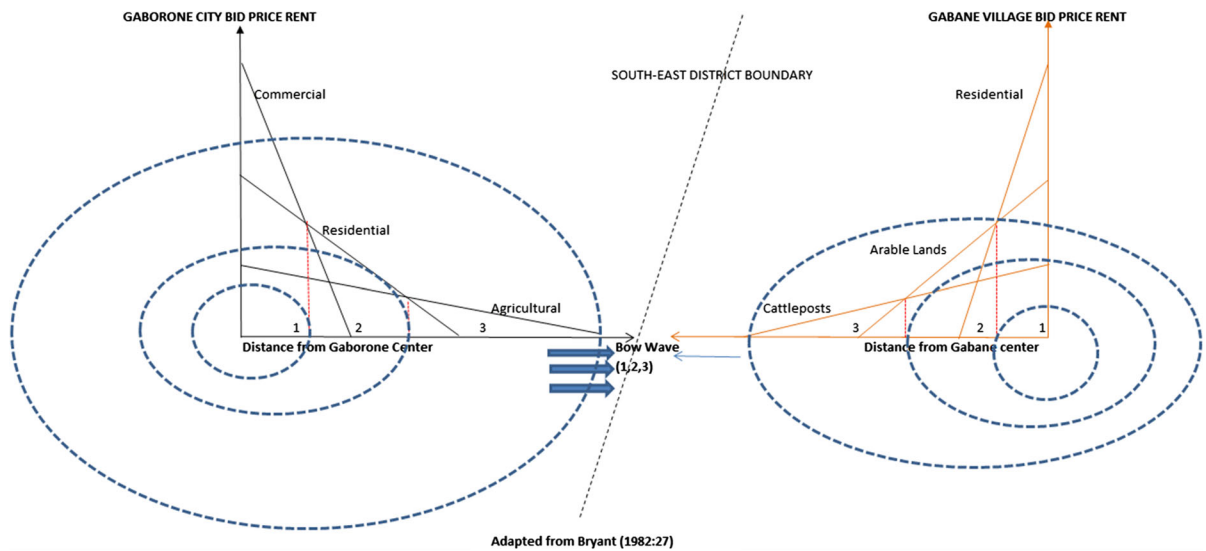 GABORONE CITY BID PRICE RENT
GABANE VILLAGE BID PRICE RENT
SOUTH-EAST DISTRICT BOUNDARY
Commercial
Residential
Residential
Arable Lands
Agricultural
Cattleposts
1 2 3
3 2 1
Distance from Gaborone Center
Bow Wave
(1,2,3)
Distance from Gabane center
Adapted from Bryant (1982:27)